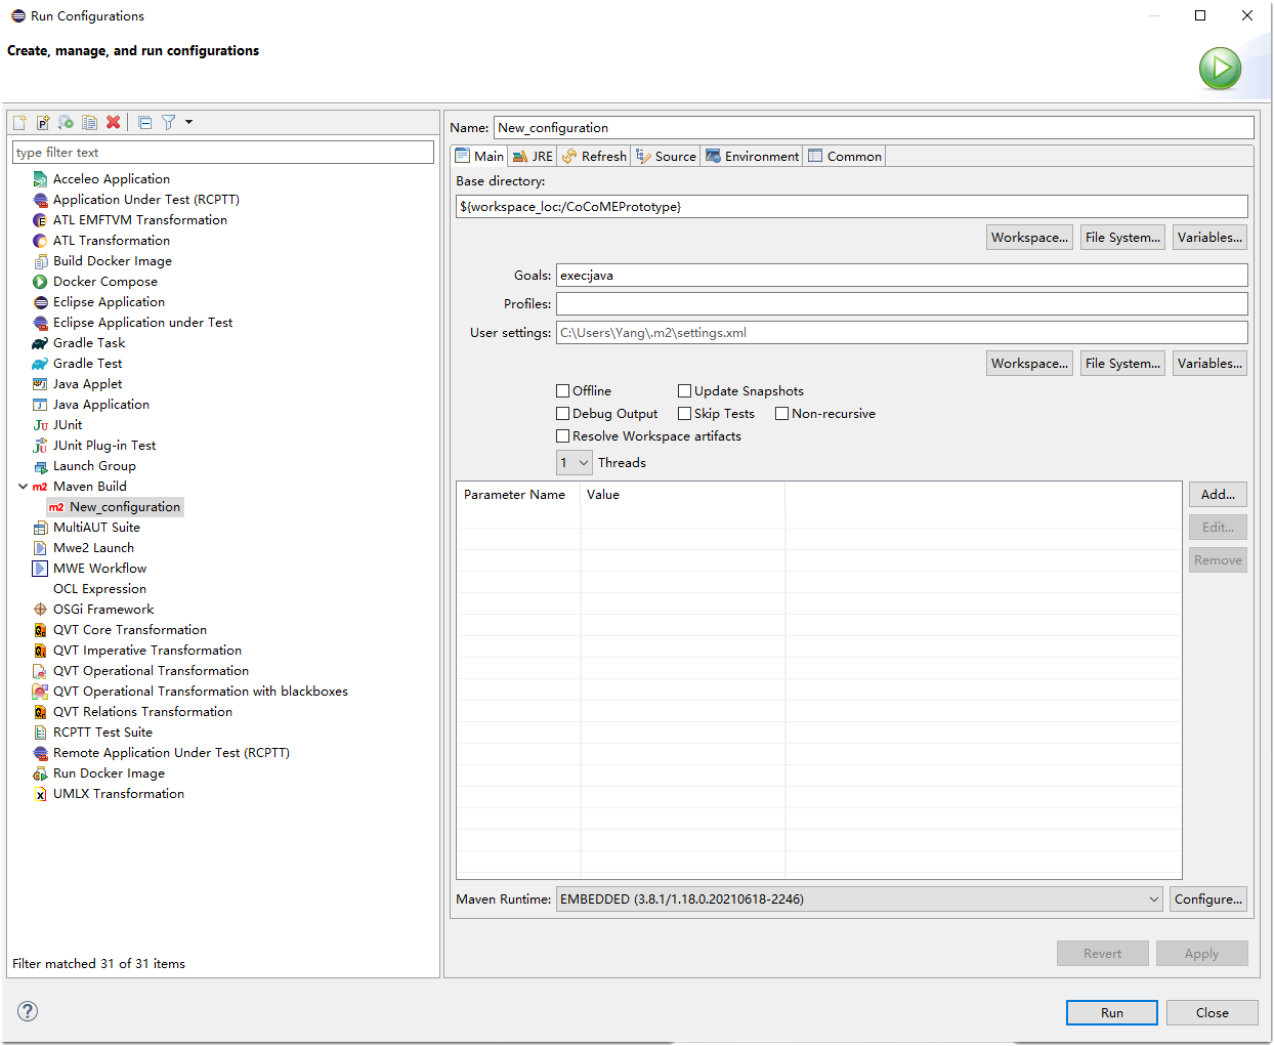 Run Configurations
Create, manage, and run configurations
type filter text
Acceleo Application
Application Under Test (RCPTT)
ATL EMFTVM Transformation
ATL Transformation
Build Docker Image
Docker Compose
Eclipse Application
Eclipse Application under Test
Gradle Task
Gradle Test
Java Applet
Java Application
Ju JUnit
JUnit Plug-in Test
Launch Group
m2 Maven Build
m2 New_configuration
MultiAUT Suite
Mwe2 Launch
MWE Workflow
OCL Expression
OSGi Framework
QVT Core Transformation
QVT Imperative Transformation
QVT Operational Transformation
QVT Operational Transformation with blackboxes
QVT Relations Transformation
RCPTT Test Suite
Remote Application Under Test (RCPTT)
Run Docker Image
UMLX Transformation
Filter matched 31 of 31 items
Name: New_configuration
Main JRE Refresh Source Environment Common
Base directory:
${workspace_loc:/CoCoMEPrototype}
Workspace... File System... Variables...
Goals: exec:java
Profiles:
User settings: C:\Users\Yang\.m2\settings.xml
Workspace... File System... Variables...
Offline Update Snapshots
Debug Output Skip Tests Non-recursive
Resolve Workspace artifacts
1 Threads
Parameter Name Value
Add...
Edit...
Remove
Maven Runtime: EMBEDDED (3.8.1/1.18.0.20210618-2246) Configure...
Revert Apply
Run Close